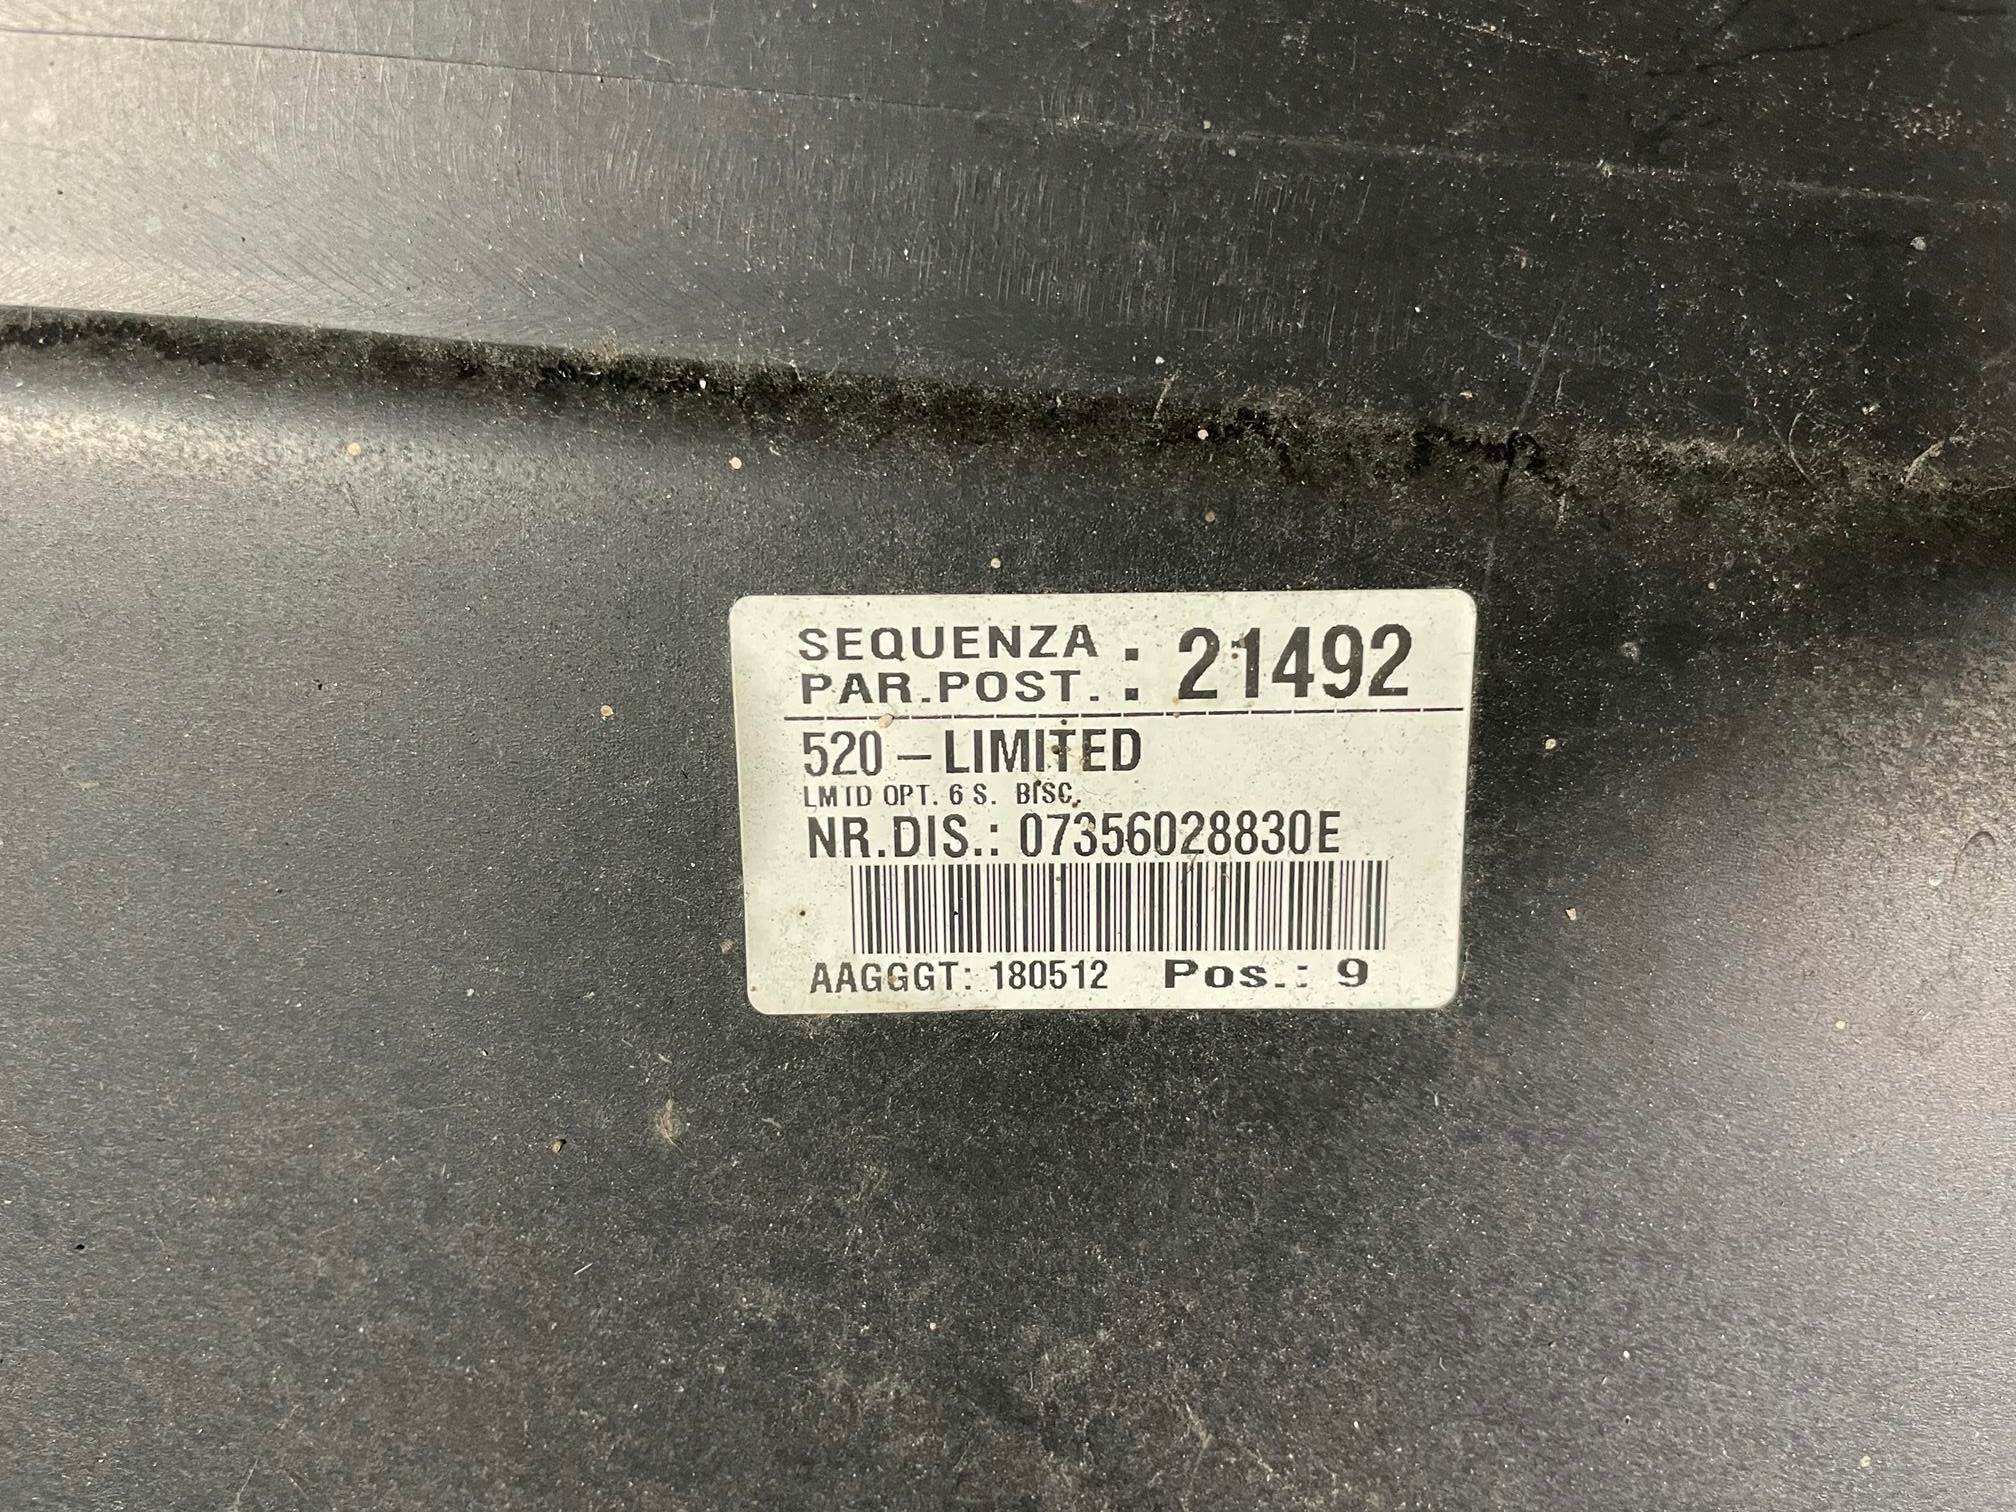 SEQUENZA
PAR.POST. : 21492
520 – LIMITED
LMTD OPT. 6 S. BISC.
NR.DIS.: 07356028830E
AAGGGT: 180512 Pos.: 9